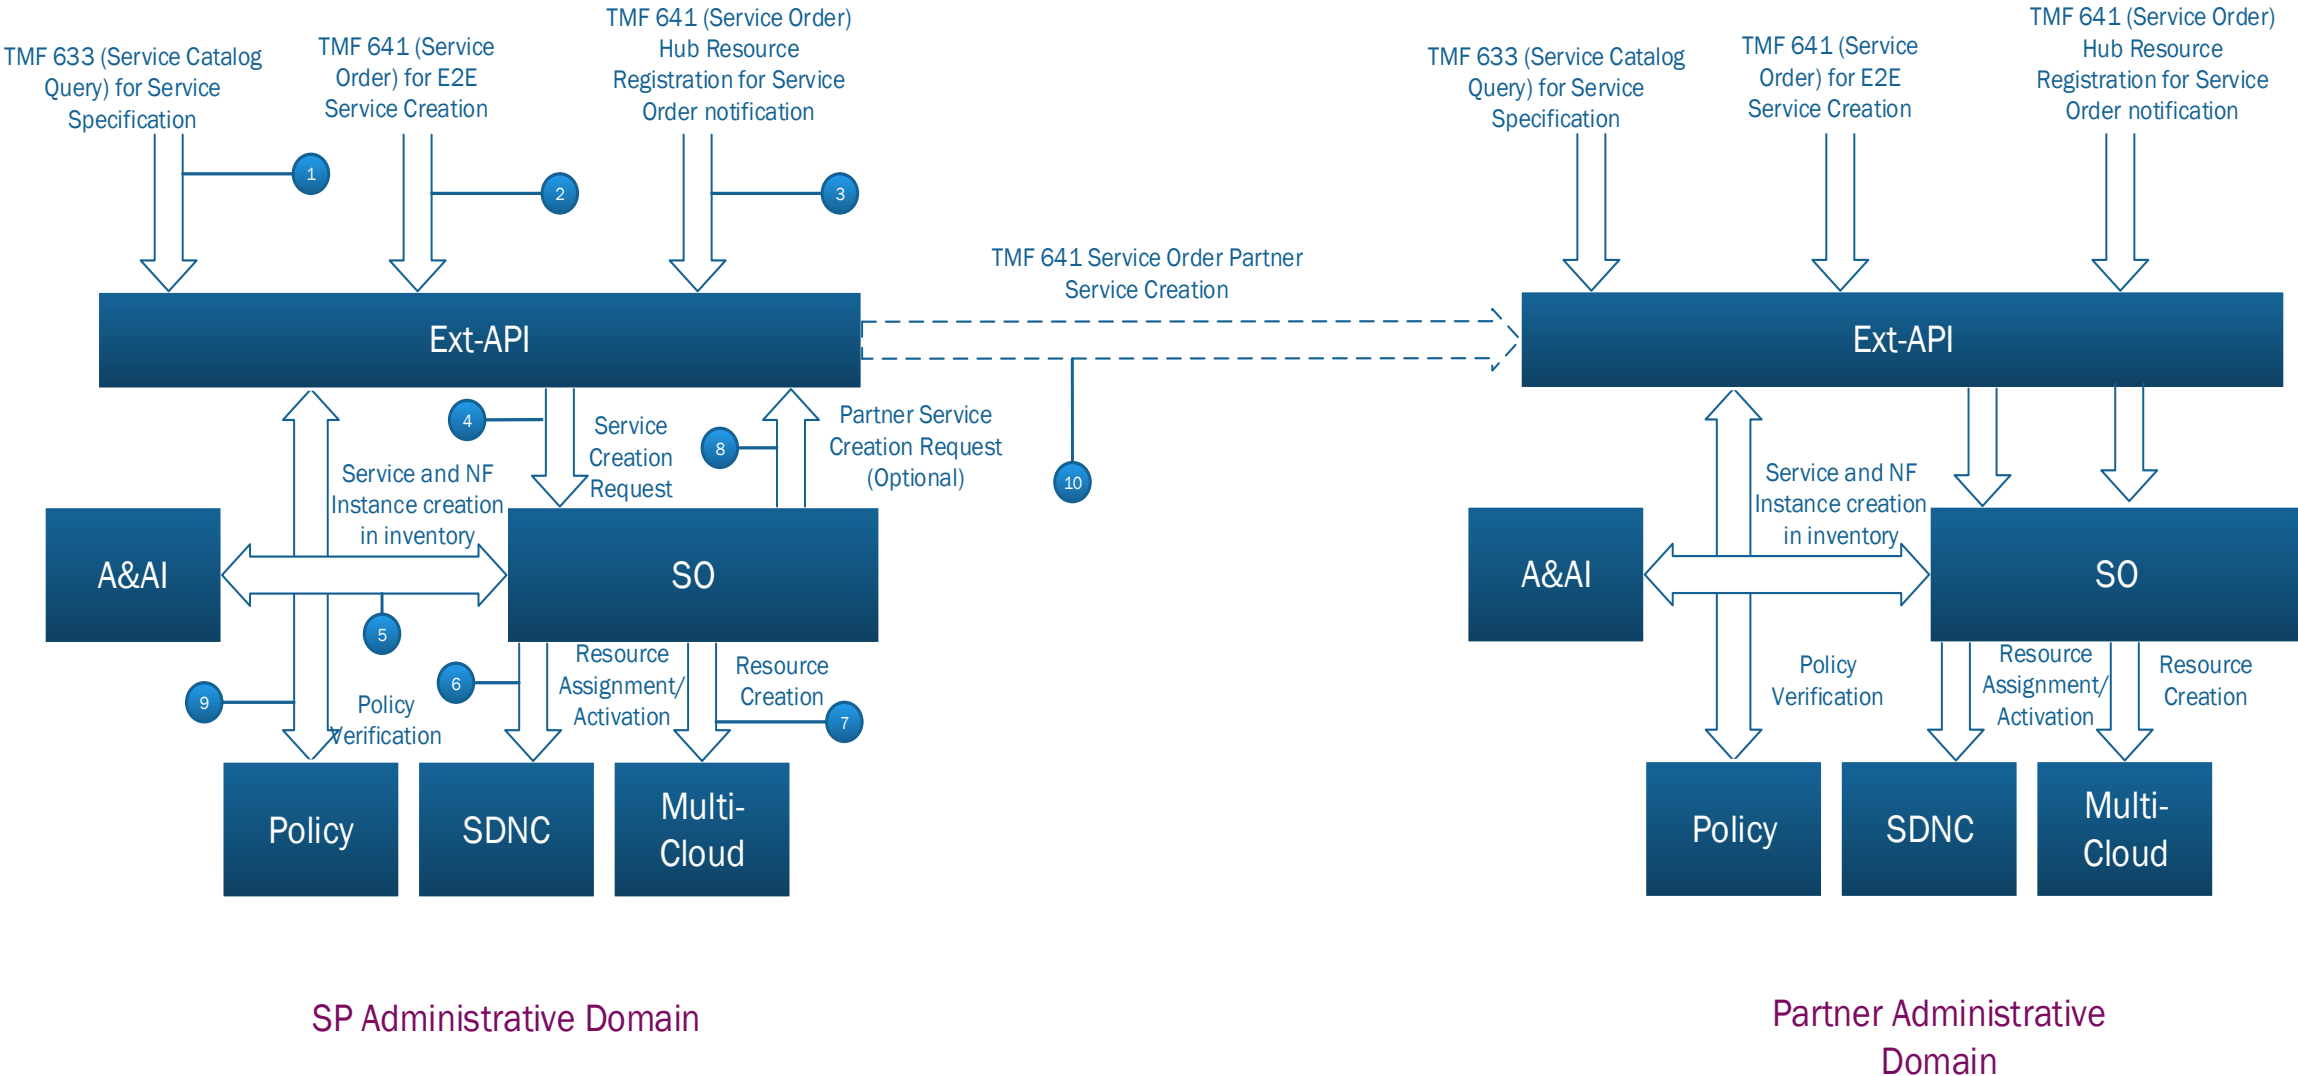 TMF 633 (Service Catalog
Query) for Service
Specification
TMF 641 (Service
Order) for E2E
Service Creation
TMF 641 (Service Order)
Hub Resource
Registration for Service
Order notification
1
2
3
Ext-API
TMF 641 Service Order Partner
Service Creation
10
4
Service
Creation
Request
8
Partner Service
Creation Request
(Optional)
Service and NF
Instance creation
in inventory
A&AI
SO
5
9
Policy
Verification
6
Resource
Assignment/
Activation
Resource
Creation
7
Policy
SDNC
Multi-
Cloud
SP Administrative Domain
TMF 633 (Service Catalog
Query) for Service
Specification
TMF 641 (Service
Order) for E2E
Service Creation
TMF 641 (Service Order)
Hub Resource
Registration for Service
Order notification
Ext-API
Service and NF
Instance creation
in inventory
A&AI
SO
Policy
Verification
Resource
Assignment/
Activation
Resource
Creation
Policy
SDNC
Multi-
Cloud
Partner Administrative
Domain